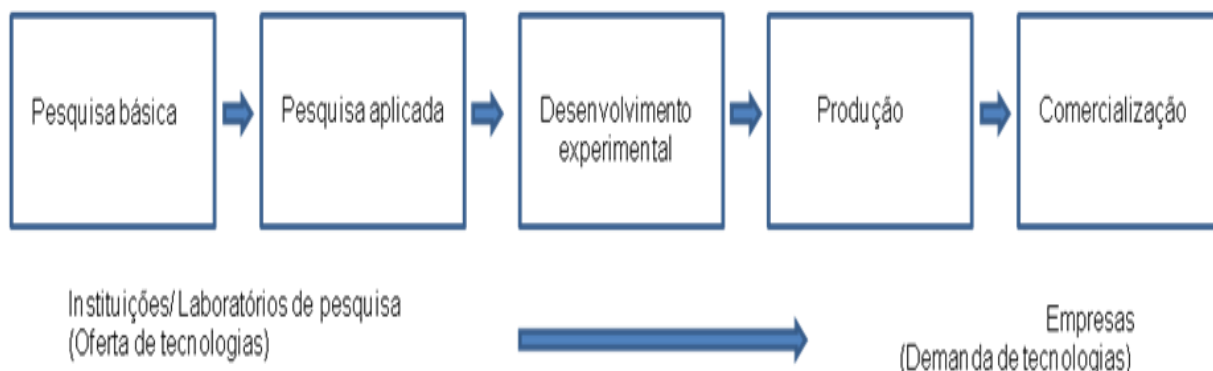 Pesquisa básica
Pesquisa aplicada
Desenvolvimento
experimental
Produção
Comercialização
Instituições/ Laboratórios de pesquisa
(Oferta de tecnologias)
Empresas
(Demanda de tecnologias)